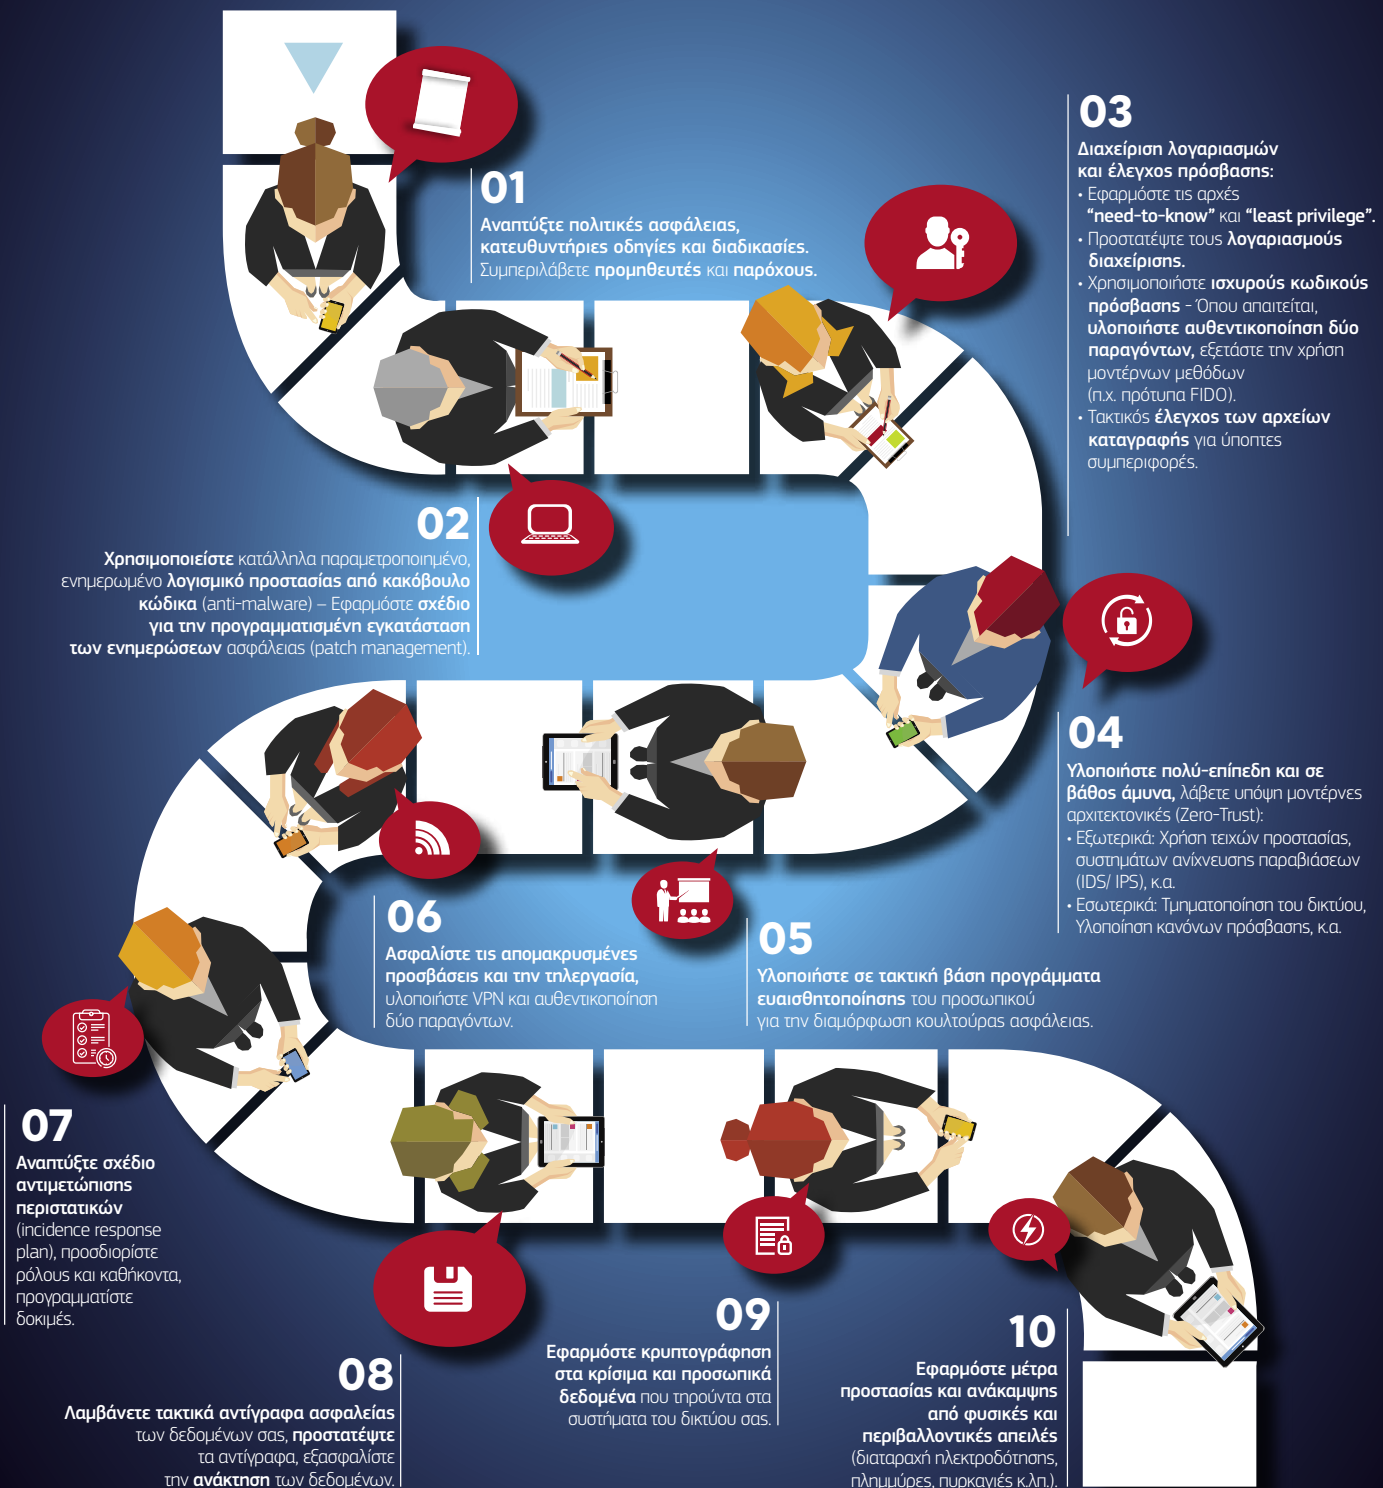 01
Αναπτύξτε πολιτικές ασφάλειας,
κατευθυντήριες οδηγίες και διαδικασίες.
Συμπεριλάβετε προμηθευτές και παρόχους.
02
Χρησιμοποιείστε κατάλληλα παραμετροποιημένο,
ενημερωμένο λογισμικό προστασίας από κακόβουλο
κώδικα (anti-malware) – Εφαρμόστε σχέδιο
για την προγραμματισμένη εγκατάσταση
των ενημερώσεων ασφάλειας (patch management).
03
Διαχείριση λογαριασμών
και έλεγχος πρόσβασης:
• Εφαρμόστε τις αρχές
“need-to-know” και “least privilege”.
• Προστατέψτε τους λογαριασμούς
διαχείρισης.
• Χρησιμοποιήστε ισχυρούς κωδικούς
πρόσβασης - Όπου απαιτείται,
υλοποιήστε αυθεντικοποίηση δύο
παραγόντων, εξετάστε την χρήση
μοντέρνων μεθόδων
(π.χ. πρότυπα FIDO).
• Τακτικός έλεγχος των αρχείων
καταγραφής για ύποπτες
συμπεριφορές.
04
Υλοποιήστε πολύ-επίπεδη και σε
βάθος άμυνα, λάβετε υπόψη μοντέρνες
αρχιτεκτονικές (Zero-Trust):
• Εξωτερικά: Χρήση τειχών προστασίας,
συστημάτων ανίχνευσης παραβιάσεων
(IDS/ IPS), κ.α.
• Εσωτερικά: Τμηματοποίηση του δικτύου,
Υλοποίηση κανόνων πρόσβασης, κ.α.
05
Υλοποιήστε σε τακτική βάση προγράμματα
ευαισθητοποίησης του προσωπικού
για την διαμόρφωση κουλτούρας ασφάλειας.
06
Ασφαλίστε τις απομακρυσμένες
προσβάσεις και την τηλεργασία,
υλοποιήστε VPN και αυθεντικοποίηση
δύο παραγόντων.
07
Αναπτύξτε σχέδιο
αντιμετώπισης
περιστατικών
(incidence response
plan), προσδιορίστε
ρόλους και καθήκοντα,
προγραμματίστε
δοκιμές.
08
Λαμβάνετε τακτικά αντίγραφα ασφαλείας
των δεδομένων σας, προστατέψτε
τα αντίγραφα, εξασφαλίστε
την ανάκτηση των δεδομένων.
09
Εφαρμόστε κρυπτογράφηση
στα κρίσιμα και προσωπικά
δεδομένα που τηρούντα στα
συστήματα του δικτύου σας.
10
Εφαρμόστε μέτρα
προστασίας και ανάκαμψης
από φυσικές και
περιβαλλοντικές απειλές
(διαταραχή ηλεκτροδότησης,
πλημμύρες, πυρκαγιές κ.λπ.).